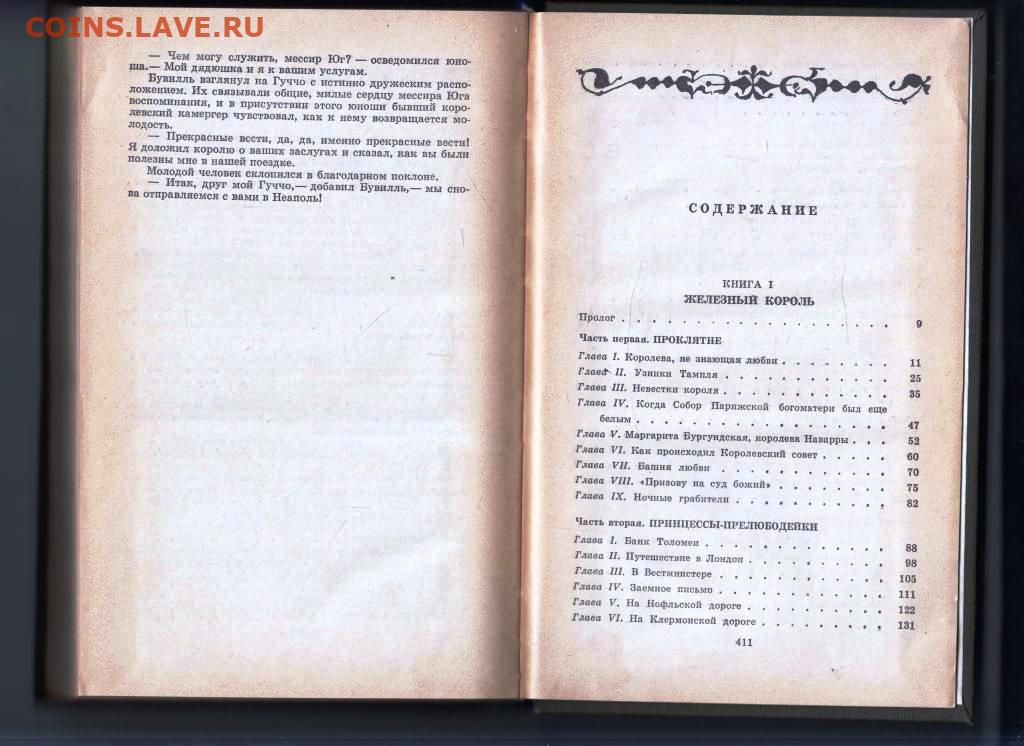 COINS.LAVE.RU
— Чем могу служить, мессир Юг? — осведомился юно-
ша.— Мой дядюшка и я к вашим услугам.
Бувилль взглянул на Гуччо с истинно дружеским распо-
ложением. Их связывали общие, милые сердцу мессира Юга
воспоминания, и в присутствии этого юноши бывший коро-
левский камергер чувствовал, как к нему возвращается мо-
лодость.
— Прекрасные вести, да, да, именно прекрасные вести!
Я доложил королю о ваших заслугах и сказал, как вы были
полезны мне в нашей поездке.
Молодой человек склонился в благодарном поклоне.
— Итак, друг мой Гуччо,— добавил Бувилль,— мы сно-
ва отправляемся с вами в Неаполь!
СОДЕРЖАНИЕ
КНИГА I
ЖЕЛЕЗНЫЙ КОРОЛЬ
Пролог . . . . . . . . . . . . . . . . . . 9
Часть первая. ПРОКЛЯТИЕ
Глава I. Королева, не знающая любви . . . . . . . 11
Глава II. Узники Тампля . . . . . . . . . . . 25
Глава III. Невестки короля . . . . . . . . . . . 35
Глава IV. Когда Собор Парижской богоматери был еще
белым . . . . . . . . . . . . . . . . . 47
Глава V. Маргарита Бургундская, королева Наварры . . . 52
Глава VI. Как происходил Королевский совет . . . . . 60
Глава VII. Башня любви . . . . . . . . . . . . 70
Глава VIII. «Призову на суд божий» . . . . . . . . 75
Глава IX. Ночные грабители . . . . . . . . . . 82
Часть вторая. ПРИНЦЕССЫ-ПРЕЛЮБОДЕЙКИ
Глава I. Банк Толомеи . . . . . . . . . . . . 88
Глава II. Путешествие в Лондон . . . . . . . . . 98
Глава III. В Вестминстере . . . . . . . . . . . 105
Глава IV. Заемное письмо . . . . . . . . . . . 111
Глава V. На Нофльской дороге . . . . . . . . . . 122
Глава VI. На Клермонской дороге . . . . . . . . . 131
411